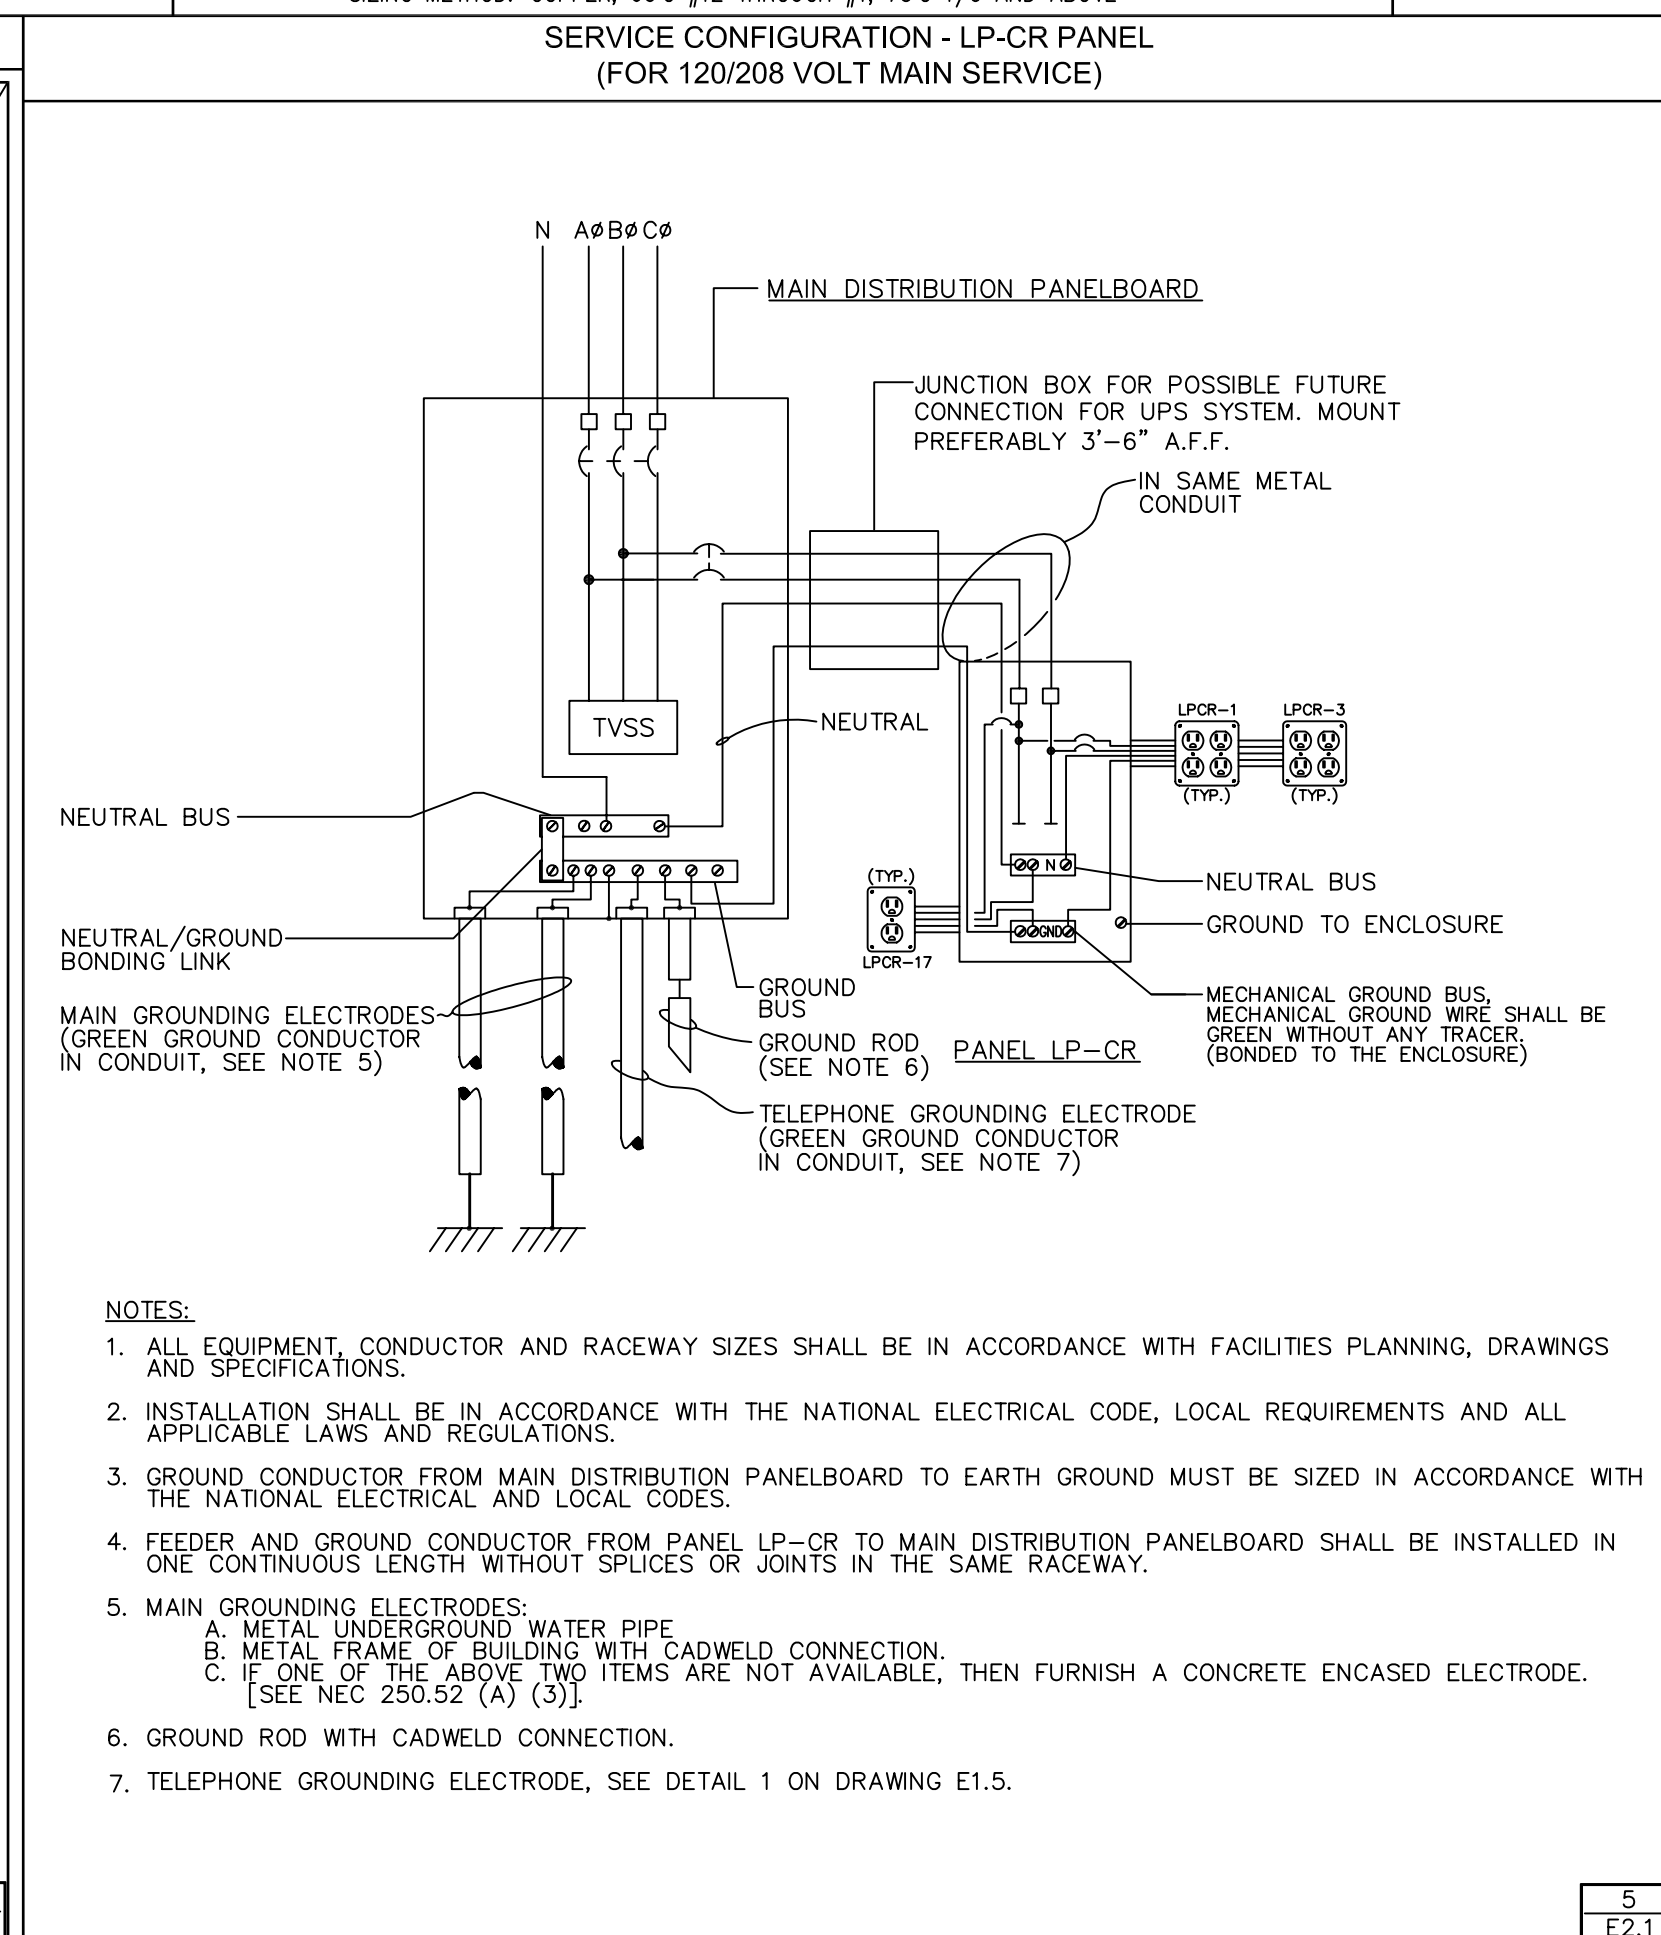 SERVICE CONFIGURATION - LP-CR PANEL
(FOR 120/208 VOLT MAIN SERVICE)
N AØ BØ CØ
MAIN DISTRIBUTION PANELBOARD
JUNCTION BOX FOR POSSIBLE FUTURE
CONNECTION FOR UPS SYSTEM. MOUNT
PREFERABLY 3'-6" A.F.F.
IN SAME METAL
CONDUIT
TVSS
NEUTRAL
LPCR-1
(TYP.)
LPCR-3
(TYP.)
NEUTRAL BUS
N
NEUTRAL BUS
(TYP.)
LPCR-17
GND
GROUND TO ENCLOSURE
NEUTRAL/GROUND
BONDING LINK
GROUND
BUS
MECHANICAL GROUND BUS,
MECHANICAL GROUND WIRE SHALL BE
GREEN WITHOUT ANY TRACER.
(BONDED TO THE ENCLOSURE)
MAIN GROUNDING ELECTRODES
(GREEN GROUND CONDUCTOR
IN CONDUIT, SEE NOTE 5)
GROUND ROD
(SEE NOTE 6)
PANEL LP-CR
TELEPHONE GROUNDING ELECTRODE
(GREEN GROUND CONDUCTOR
IN CONDUIT, SEE NOTE 7)
NOTES:
1. ALL EQUIPMENT, CONDUCTOR AND RACEWAY SIZES SHALL BE IN ACCORDANCE WITH FACILITIES PLANNING, DRAWINGS
AND SPECIFICATIONS.
2. INSTALLATION SHALL BE IN ACCORDANCE WITH THE NATIONAL ELECTRICAL CODE, LOCAL REQUIREMENTS AND ALL
APPLICABLE LAWS AND REGULATIONS.
3. GROUND CONDUCTOR FROM MAIN DISTRIBUTION PANELBOARD TO EARTH GROUND MUST BE SIZED IN ACCORDANCE WITH
THE NATIONAL ELECTRICAL AND LOCAL CODES.
4. FEEDER AND GROUND CONDUCTOR FROM PANEL LP-CR TO MAIN DISTRIBUTION PANELBOARD SHALL BE INSTALLED IN
ONE CONTINUOUS LENGTH WITHOUT SPLICES OR JOINTS IN THE SAME RACEWAY.
5. MAIN GROUNDING ELECTRODES:
A. METAL UNDERGROUND WATER PIPE
B. METAL FRAME OF BUILDING WITH CADWELD CONNECTION.
C. IF ONE OF THE ABOVE TWO ITEMS ARE NOT AVAILABLE, THEN FURNISH A CONCRETE ENCASED ELECTRODE.
[SEE NEC 250.52 (A) (3)].
6. GROUND ROD WITH CADWELD CONNECTION.
7. TELEPHONE GROUNDING ELECTRODE, SEE DETAIL 1 ON DRAWING E1.5.
5
E2.1